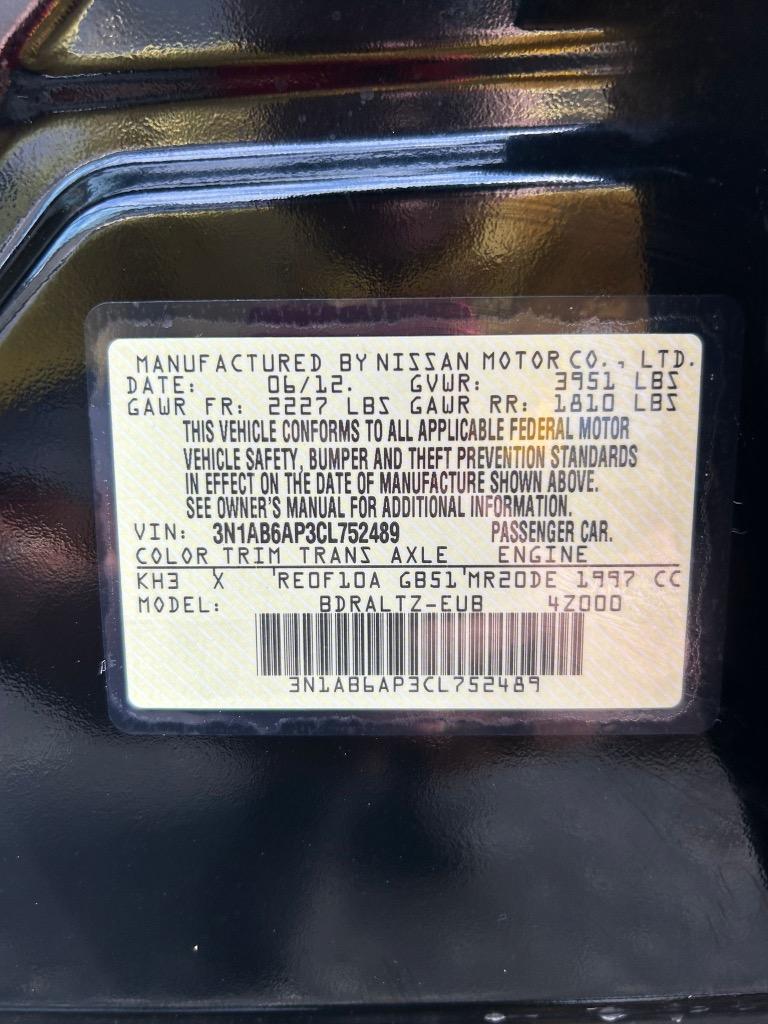 MANUFACTURED BY NISSAN MOTOR CO., LTD.
DATE: 06/12. GVWR: 3951 LBS
GAWR FR: 2227 LBS GAWR RR: 1810 LBS
THIS VEHICLE CONFORMS TO ALL APPLICABLE FEDERAL MOTOR
VEHICLE SAFETY, BUMPER AND THEFT PREVENTION STANDARDS
IN EFFECT ON THE DATE OF MANUFACTURE SHOWN ABOVE.
SEE OWNER'S MANUAL FOR ADDITIONAL INFORMATION.
VIN: 3N1AB6AP3CL752489 PASSENGER CAR.
COLOR TRIM TRANS AXLE ENGINE
KH3 X 'RE0F10A GB51'MR20DE 1997 CC
MODEL: BDRALTZ-EUB 4Z000
3N1AB6AP3CL752489